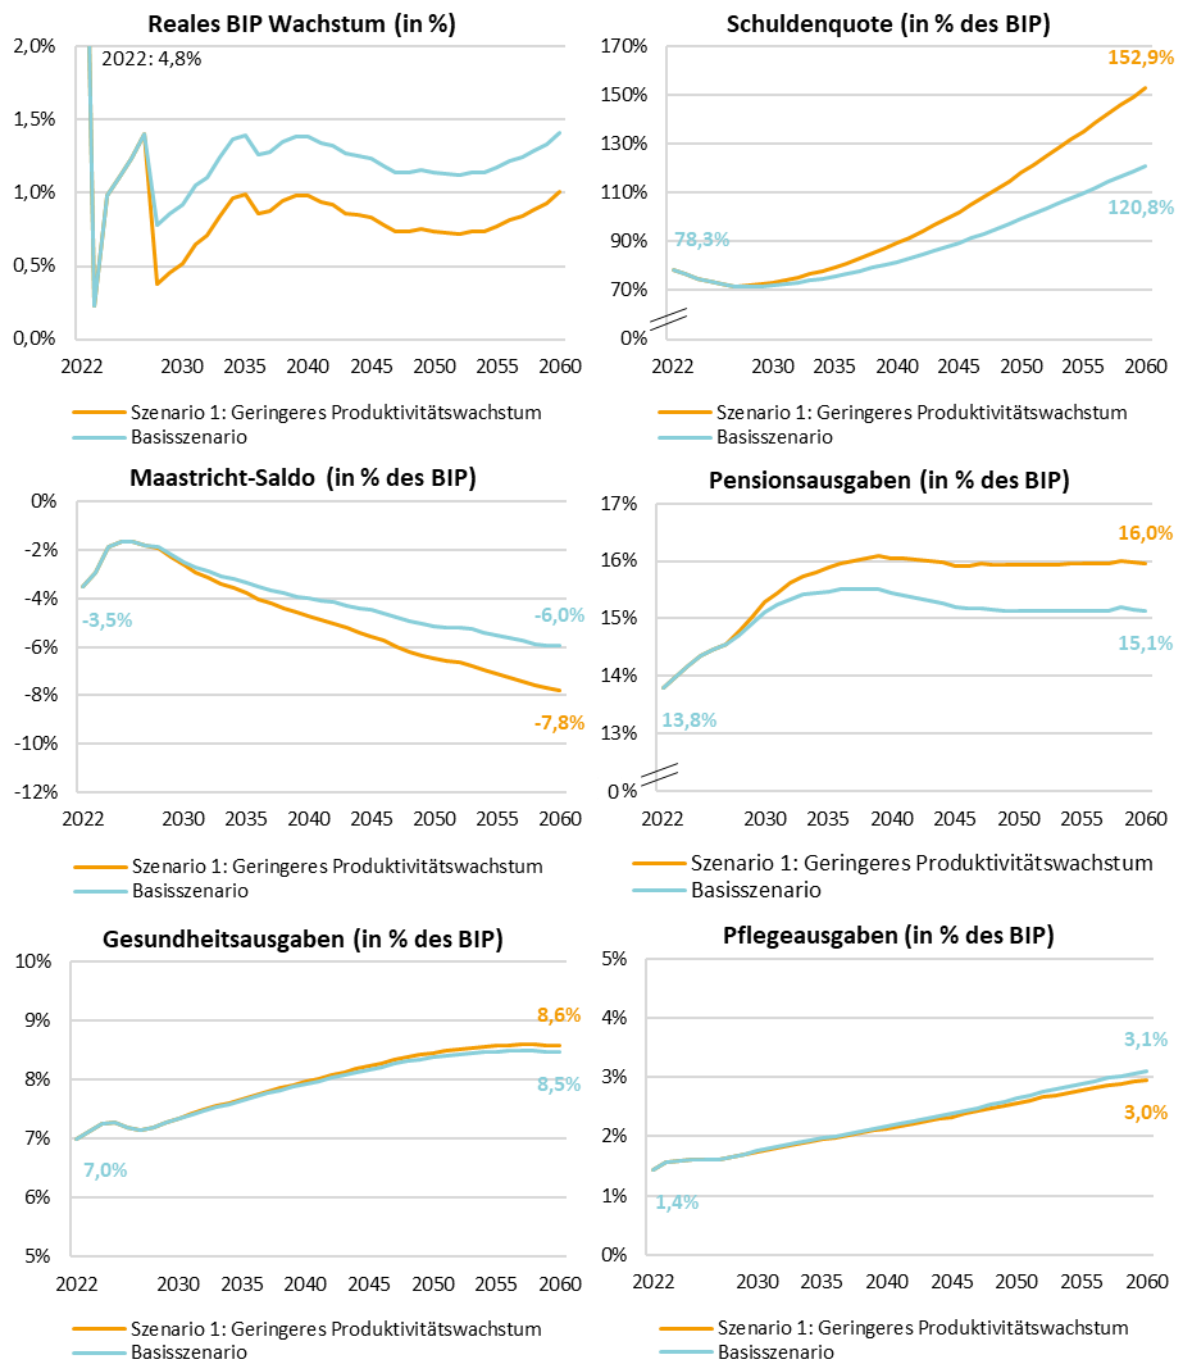 Reales BIP Wachstum (in %)
2,0%
2022: 4,8%
1,5%
1,0%
0,5%
0,0%
2022 2030 2035 2040 2045 2050 2055 2060
Szenario 1: Geringeres Produktivitätswachstum
Basisszenario
Schuldenquote (in % des BIP)
170%
152,9%
150%
130%
110%
120,8%
78,3%
90%
70%
0%
2022 2030 2035 2040 2045 2050 2055 2060
Szenario 1: Geringeres Produktivitätswachstum
Basisszenario
Maastricht-Saldo (in % des BIP)
0%
-2%
-4%
-3,5%
-6,0%
-6%
-8%
-7,8%
-10%
-12%
2022 2030 2035 2040 2045 2050 2055 2060
Szenario 1: Geringeres Produktivitätswachstum
Basisszenario
Pensionsausgaben (in % des BIP)
17%
16,0%
16%
15%
15,1%
14%
13,8%
13%
0%
2022 2030 2035 2040 2045 2050 2055 2060
Szenario 1: Geringeres Produktivitätswachstum
Basisszenario
Gesundheitsausgaben (in % des BIP)
10%
9%
8,6%
8%
8,5%
7%
7,0%
6%
5%
2022 2030 2035 2040 2045 2050 2055 2060
Szenario 1: Geringeres Produktivitätswachstum
Basisszenario
Pflegeausgaben (in % des BIP)
5%
4%
3,1%
3%
3,0%
2%
1,4%
1%
0%
2022 2030 2035 2040 2045 2050 2055 2060
Szenario 1: Geringeres Produktivitätswachstum
Basisszenario